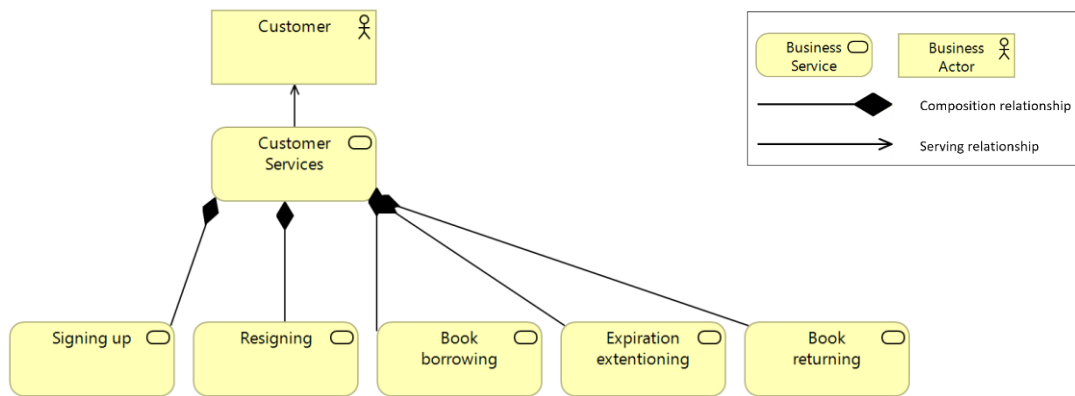 Customer
Customer
Services
Signing up
Resigning
Book
borrowing
Expiration
extentioning
Book
returning
Business
Service
Business
Actor
Composition relationship
Serving relationship